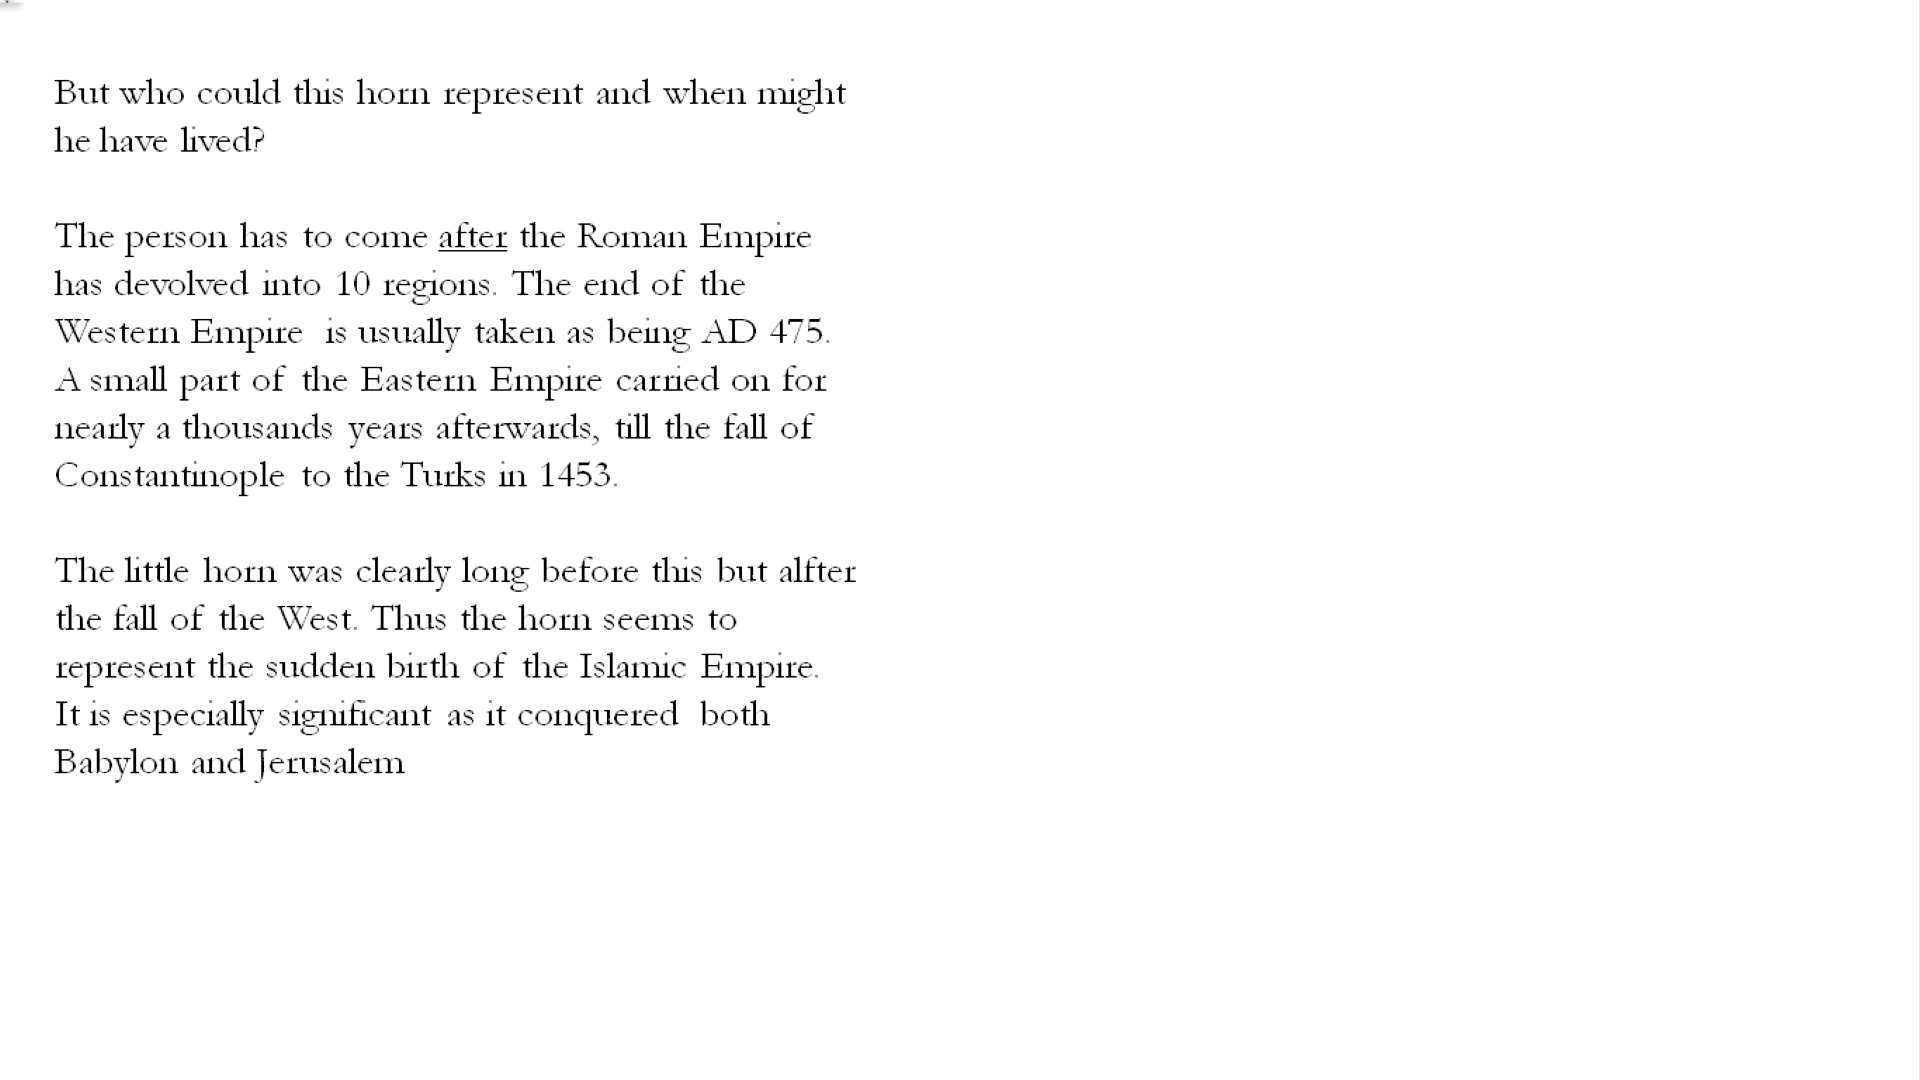 But who could this horn represent and when might
he have lived?
The person has to come after the Roman Empire
has devolved into 10 regions. The end of the
Western Empire is usually taken as being AD 475.
A small part of the Eastern Empire carried on for
nearly a thousands years afterwards, till the fall of
Constantinople to the Turks in 1453.
The little horn was clearly long before this but alfter
the fall of the West. Thus the horn seems to
represent the sudden birth of the Islamic Empire.
It is especially significant as it conquered both
Babylon and Jerusalem